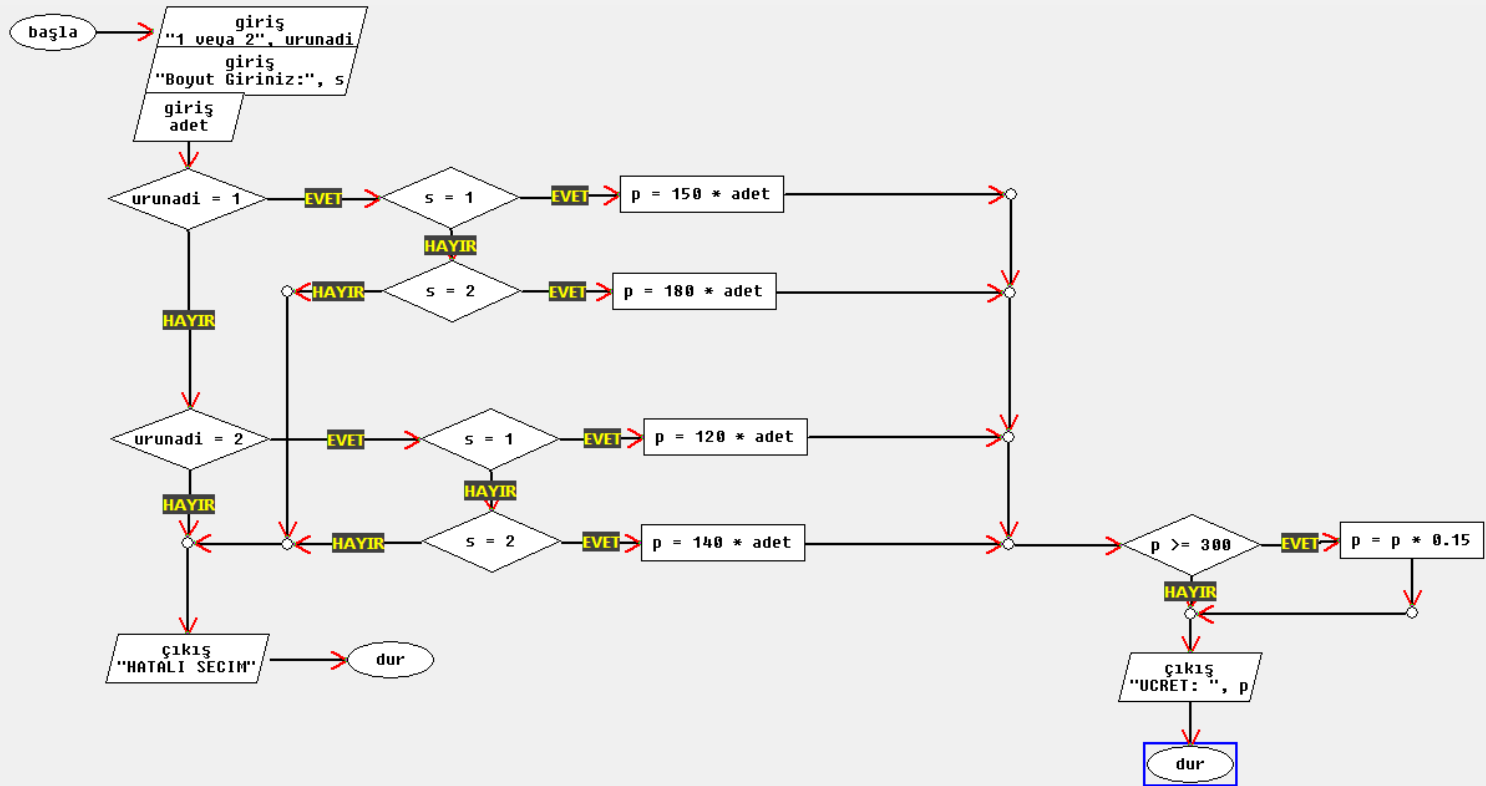 başla
giriş
"1 veya 2", urunadi
giriş
"Boyut Giriniz:", s
giriş
adet
urunadi = 1
EVET
s = 1
EVET
p = 150 * adet
HAYIR
HAYIR
s = 2
EVET
p = 180 * adet
HAYIR
urunadi = 2
EVET
s = 1
EVET
p = 120 * adet
HAYIR
HAYIR
HAYIR
s = 2
EVET
p = 140 * adet
p >= 300
EVET
p = p * 0.15
HAYIR
çıkış
"HATALI SECIM"
dur
çıkış
"UCRET: ", p
dur